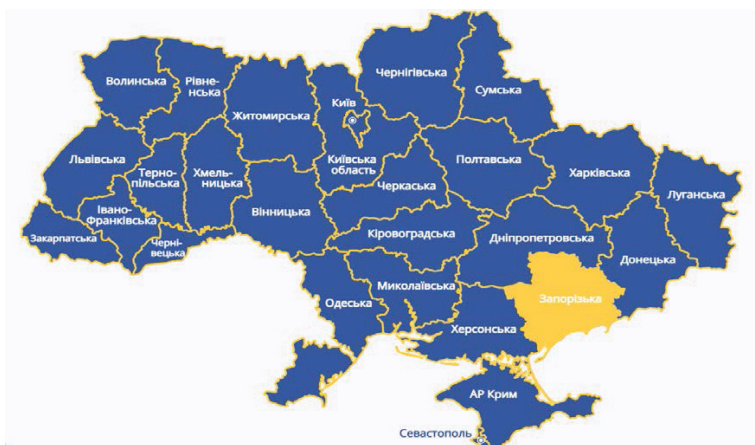 Волинська
Рівне-
нська
Житомирська
Київ
Чернігівська
Сумська
Львівська
Терно-
пільська
Хмель-
ницька
Київська
область
Полтавська
Харківська
Луганська
Черкаська
Івано-
Франківська
Вінницька
Закарпатська
Черні-
вецька
Кіровоградська
Дніпропетровська
Донецька
Одеська
Миколаївська
Запорізька
Херсонська
АР Крим
Севастополь